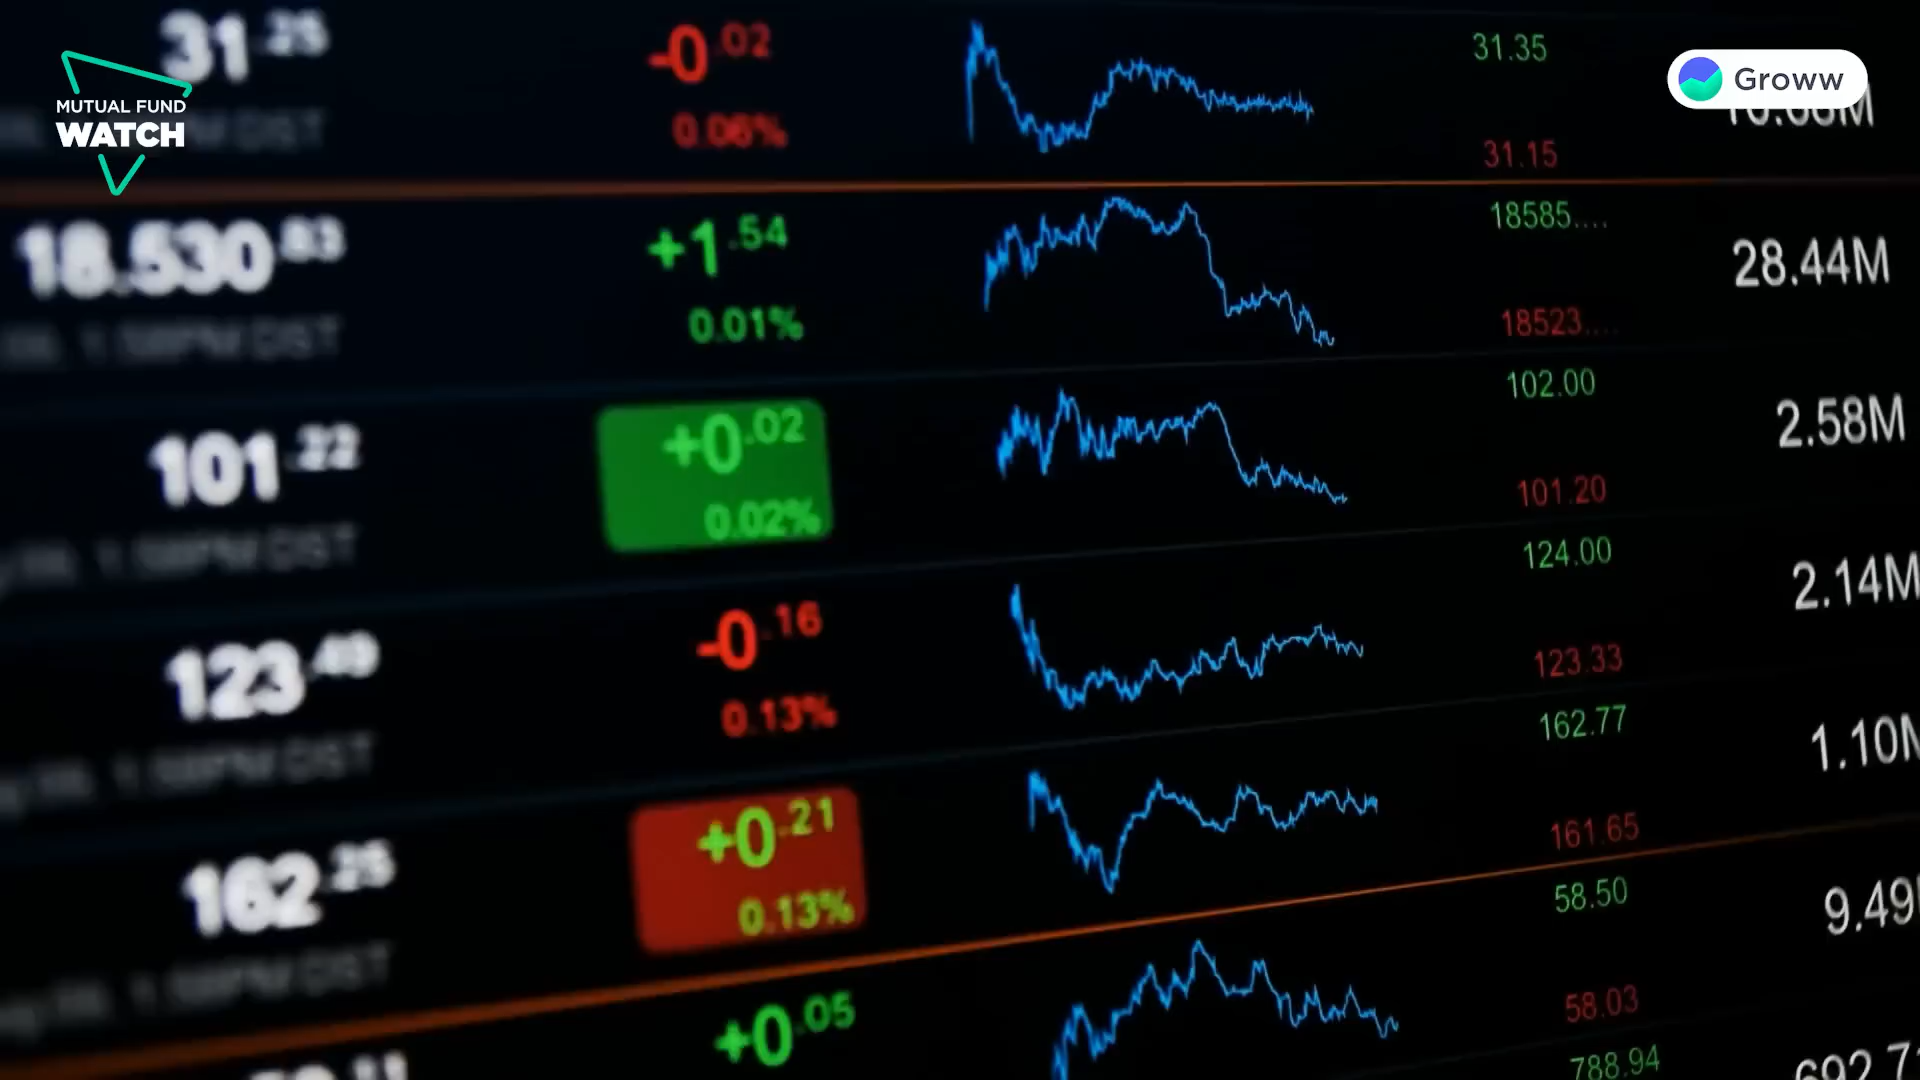 MUTUAL FUND
WATCH
Groww
31.25 -0.02 31.35
0.06% 31.15
18.530.83 +1.54 18585.... 28.44M
0.01% 18523....
101.22 +0.02 102.00 2.58M
0.02% 101.20
123.49 -0.16 124.00 2.14M
0.13% 123.33
162.25 +0.21 162.77 1.10M
0.13% 161.65
+0.05 58.50 9.49
58.03
788.94